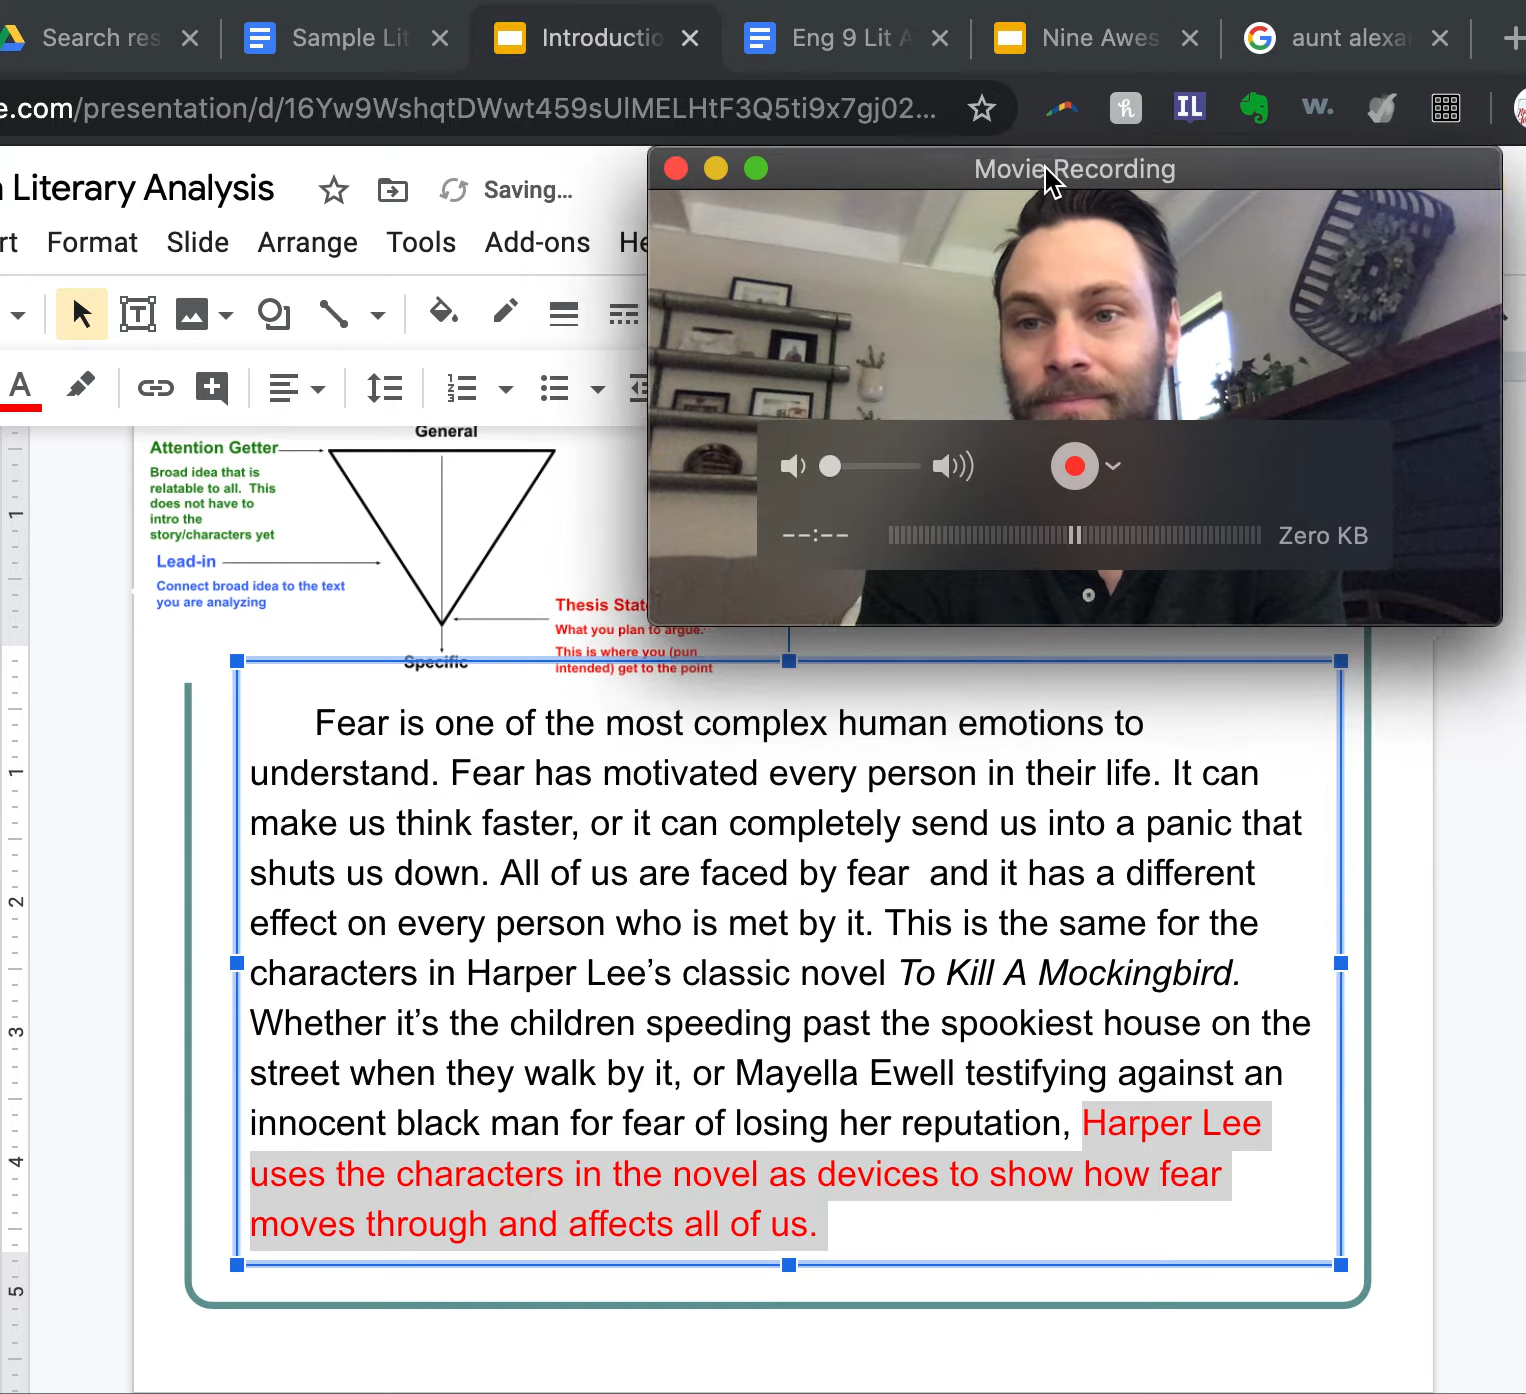 Search res
Sample Lit
Introductio
Eng 9 Lit A
Nine Awes
aunt alexa
e.com/presentation/d/16Yw9WshqtDWwt459sUlMELHtF3Q5ti9x7gj02...
h IL w.
Movie Recording
Literary Analysis
Saving...
rt Format Slide Arrange Tools Add-ons He
A
General
Attention Getter
Broad idea that is
relatable to all. This
does not have to
intro the
story/characters yet
Lead-in
Connect broad idea to the text
you are analyzing
Thesis Stat
What you plan to argue.
This is where you (pun
intended) get to the point
Specific
--:--
Zero KB
Fear is one of the most complex human emotions to
understand. Fear has motivated every person in their life. It can
make us think faster, or it can completely send us into a panic that
shuts us down. All of us are faced by fear  and it has a different
effect on every person who is met by it. This is the same for the
characters in Harper Lee’s classic novel To Kill A Mockingbird.
Whether it’s the children speeding past the spookiest house on the
street when they walk by it, or Mayella Ewell testifying against an
innocent black man for fear of losing her reputation, Harper Lee
uses the characters in the novel as devices to show how fear
moves through and affects all of us.
1
1
2
3
4
5